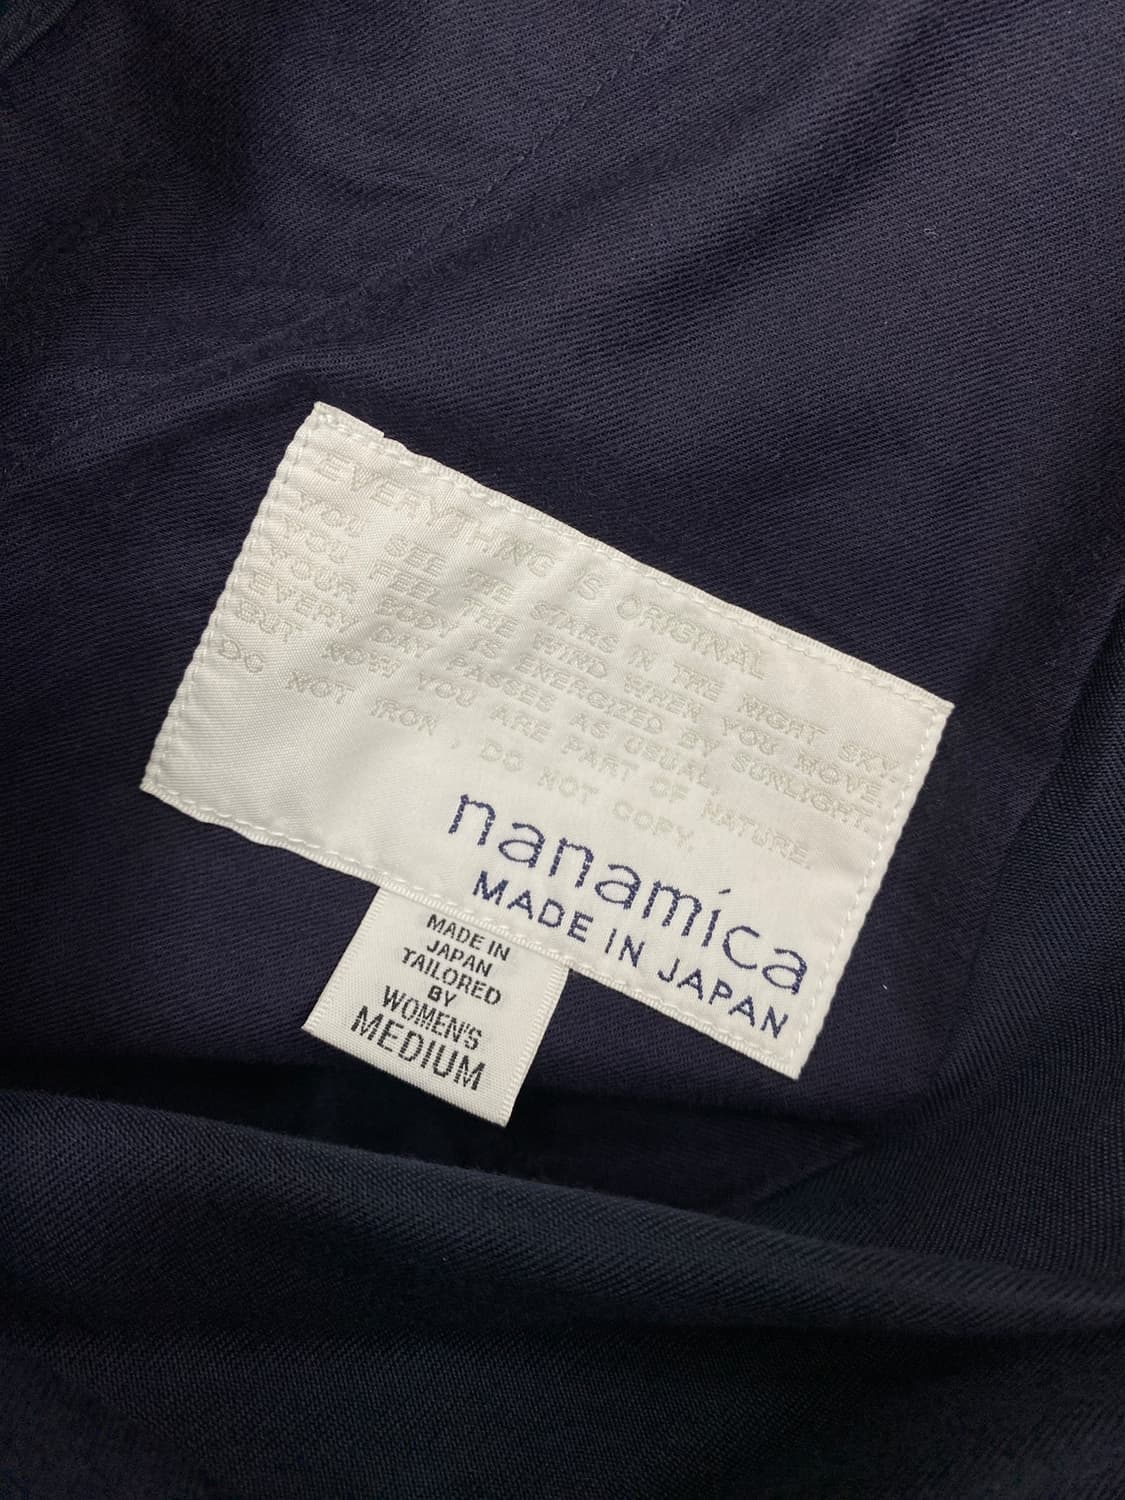 EVERYTHING IS ORIGINAL
YOU SEE THE STARS IN THE NIGHT SKY.
YOU FEEL THE WIND WHEN YOU MOVE.
YOUR BODY IS ENERGIZED BY SUNLIGHT.
EVERY DAY PASSES AS USUAL,
BUT NOW YOU ARE PART OF NATURE.
DO NOT IRON, DO NOT COPY.
nanamica
MADE IN JAPAN
MADE IN
JAPAN
TAILORED
BY
WOMEN'S
MEDIUM